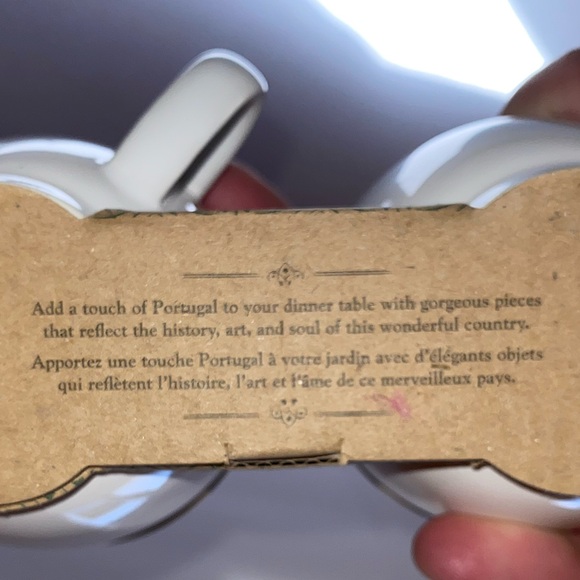 Add a touch of Portugal to your dinner table with gorgeous pieces
that reflect the history, art, and soul of this wonderful country.
Apportez une touche Portugal à votre jardin avec d'élégants objets
qui reflètent l'histoire, l'art et l'âme de ce merveilleux pays.